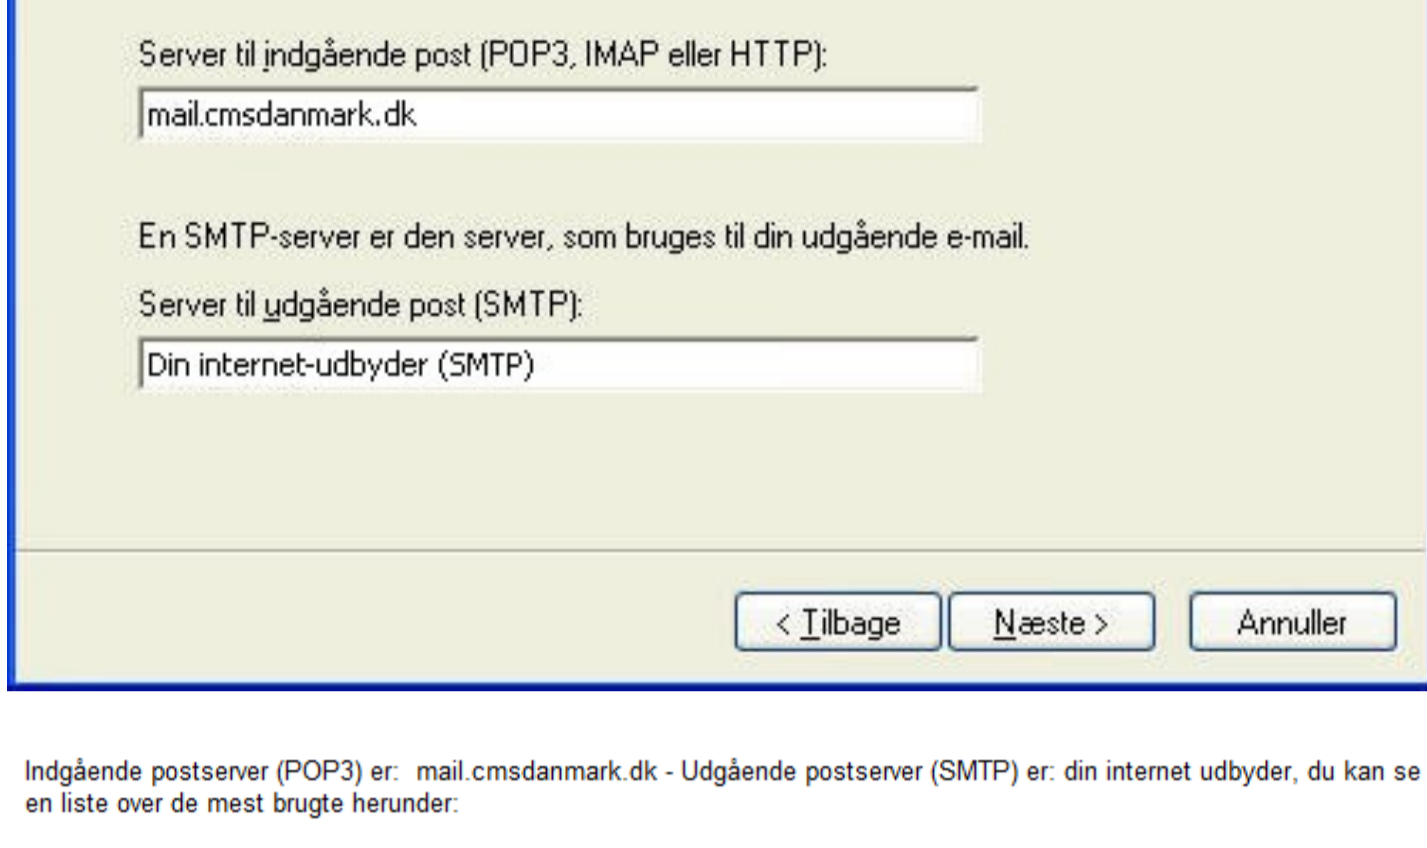 Server til indgående post (POP3, IMAP eller HTTP):
mail.cmsdanmark.dk
En SMTP-server er den server, som bruges til din udgående e-mail.
Server til udgående post (SMTP):
Din internet-udbyder (SMTP)
< Tilbage
Næste >
Annuller
Indgående postserver (POP3) er: mail.cmsdanmark.dk - Udgående postserver (SMTP) er: din internet udbyder, du kan se
en liste over de mest brugte herunder: